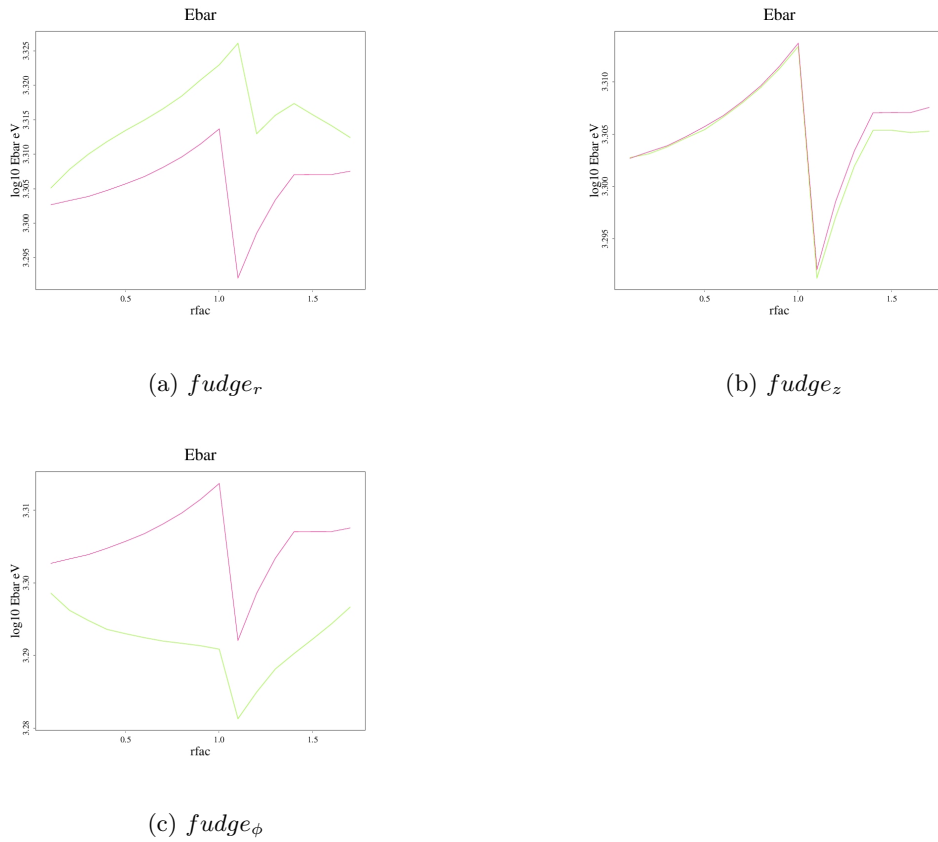 Ebar
3.325
3.320
3.315
3.310
3.305
3.300
3.295
log10 Ebar eV
0.5 1.0 1.5
rfac
(a) fudge_r
Ebar
3.310
3.305
3.300
3.295
log10 Ebar eV
0.5 1.0 1.5
rfac
(b) fudge_z
Ebar
3.31
3.30
3.29
3.28
log10 Ebar eV
0.5 1.0 1.5
rfac
(c) fudge_ϕ